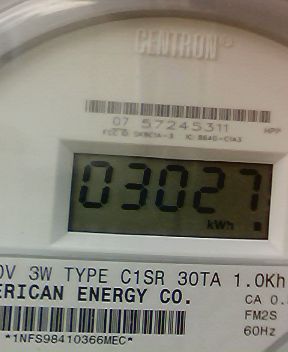 CENTRON®
07 57245311 HPP
03027
kWh
0V 3W TYPE C1SR 30TA 1.0Kh
ERICAN ENERGY CO. CA 0.
FM2S
60Hz
*1NFS98410366MEC*